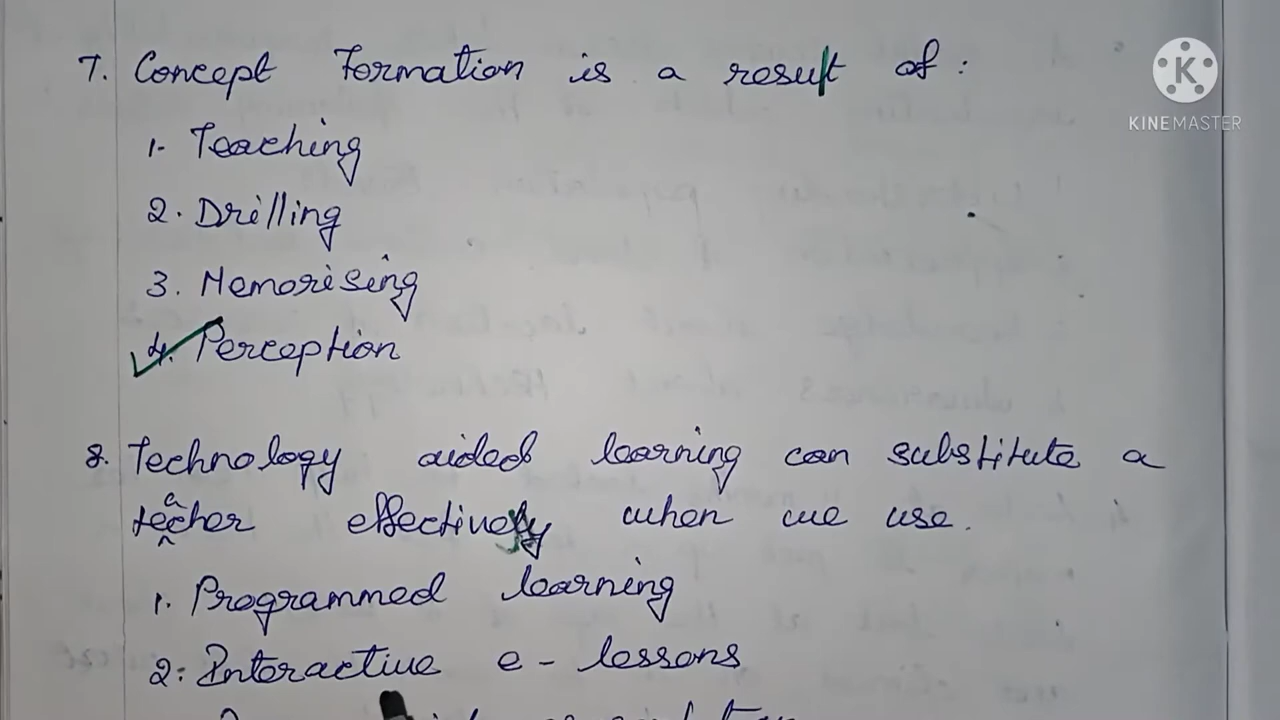 7. Concept Formation is a result of :
KINEMASTER
1. Teaching
2. Drilling
3. Memorising
4. Perception
8. Technology aided learning can substitute a
teacher effectively when we use.
1. Programmed learning
2. Interactive e - lessons